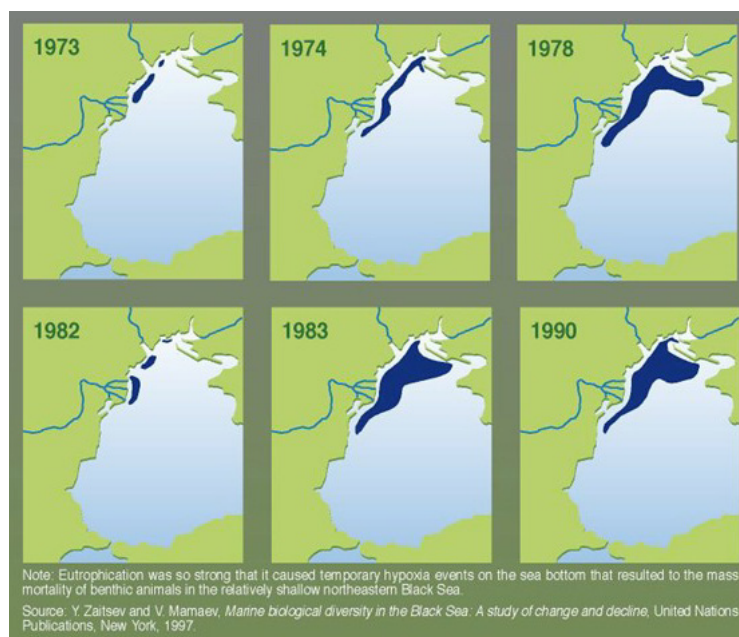 1973
1974
1978
1982
1983
1990
Note: Eutrophication was so strong that it caused temporary hypoxia events on the sea bottom that resulted to the mass
mortality of benthic animals in the relatively shallow northeastern Black Sea.
Source: Y. Zaitsev and V. Mamaev, Marine biological diversity in the Black Sea: A study of change and decline, United Nations
Publications, New York, 1997.